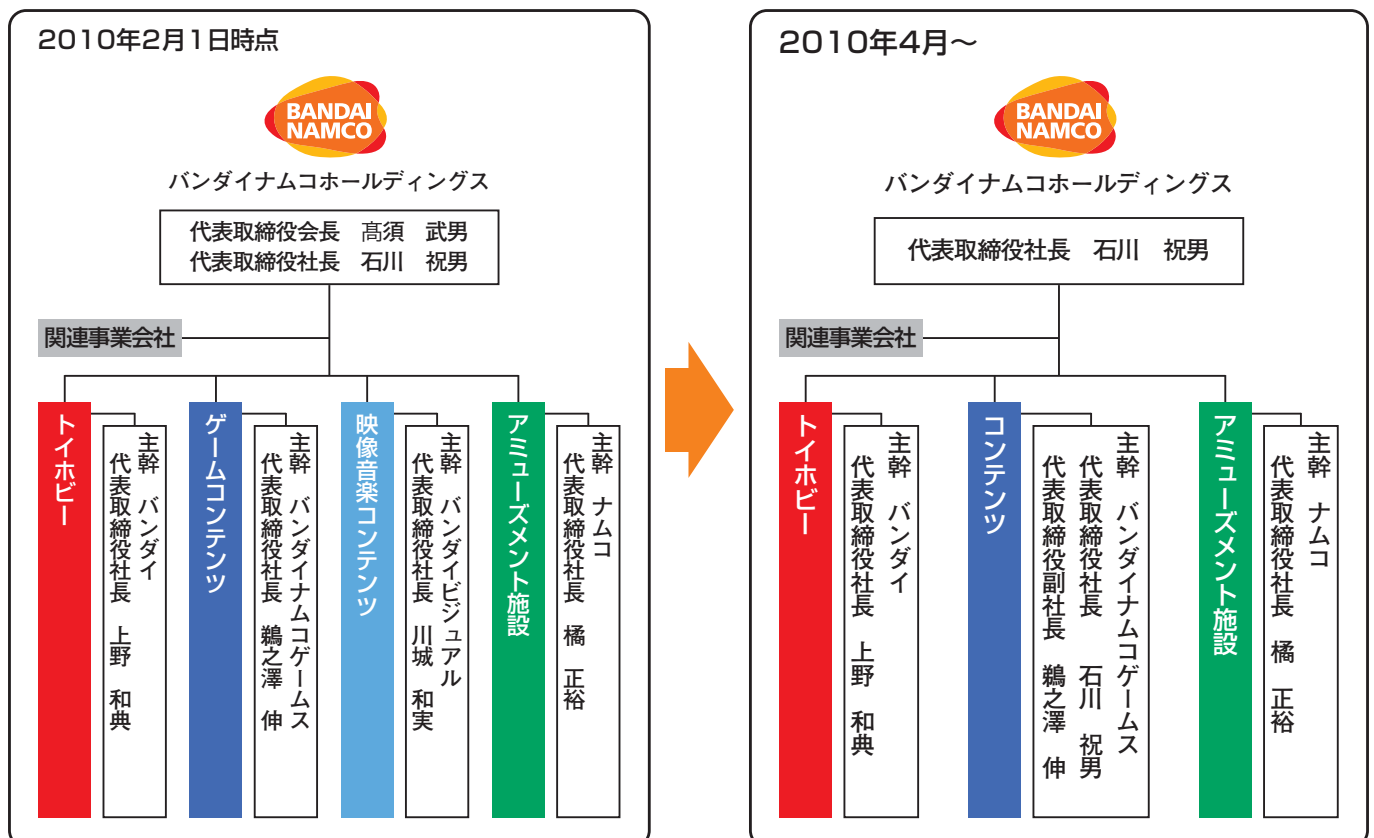 2010年2月1日時点
BANDAI
NAMCO
バンダイナムコホールディングス
代表取締役会長 髙須 武男
代表取締役社長 石川 祝男
関連事業会社
トイホビー
主幹 バンダイ
代表取締役社長 上野 和典
ゲームコンテンツ
主幹 バンダイナムコゲームス
代表取締役社長 鵜之澤 伸
映像音楽コンテンツ
主幹 バンダイビジュアル
代表取締役社長 川城 和実
アミューズメント施設
主幹 ナムコ
代表取締役社長 橘 正裕
2010年4月〜
BANDAI
NAMCO
バンダイナムコホールディングス
代表取締役社長 石川 祝男
関連事業会社
トイホビー
主幹 バンダイ
代表取締役社長 上野 和典
コンテンツ
主幹 バンダイナムコゲームス
代表取締役社長 石川 祝男
代表取締役副社長 鵜之澤 伸
アミューズメント施設
主幹 ナムコ
代表取締役社長 橘 正裕